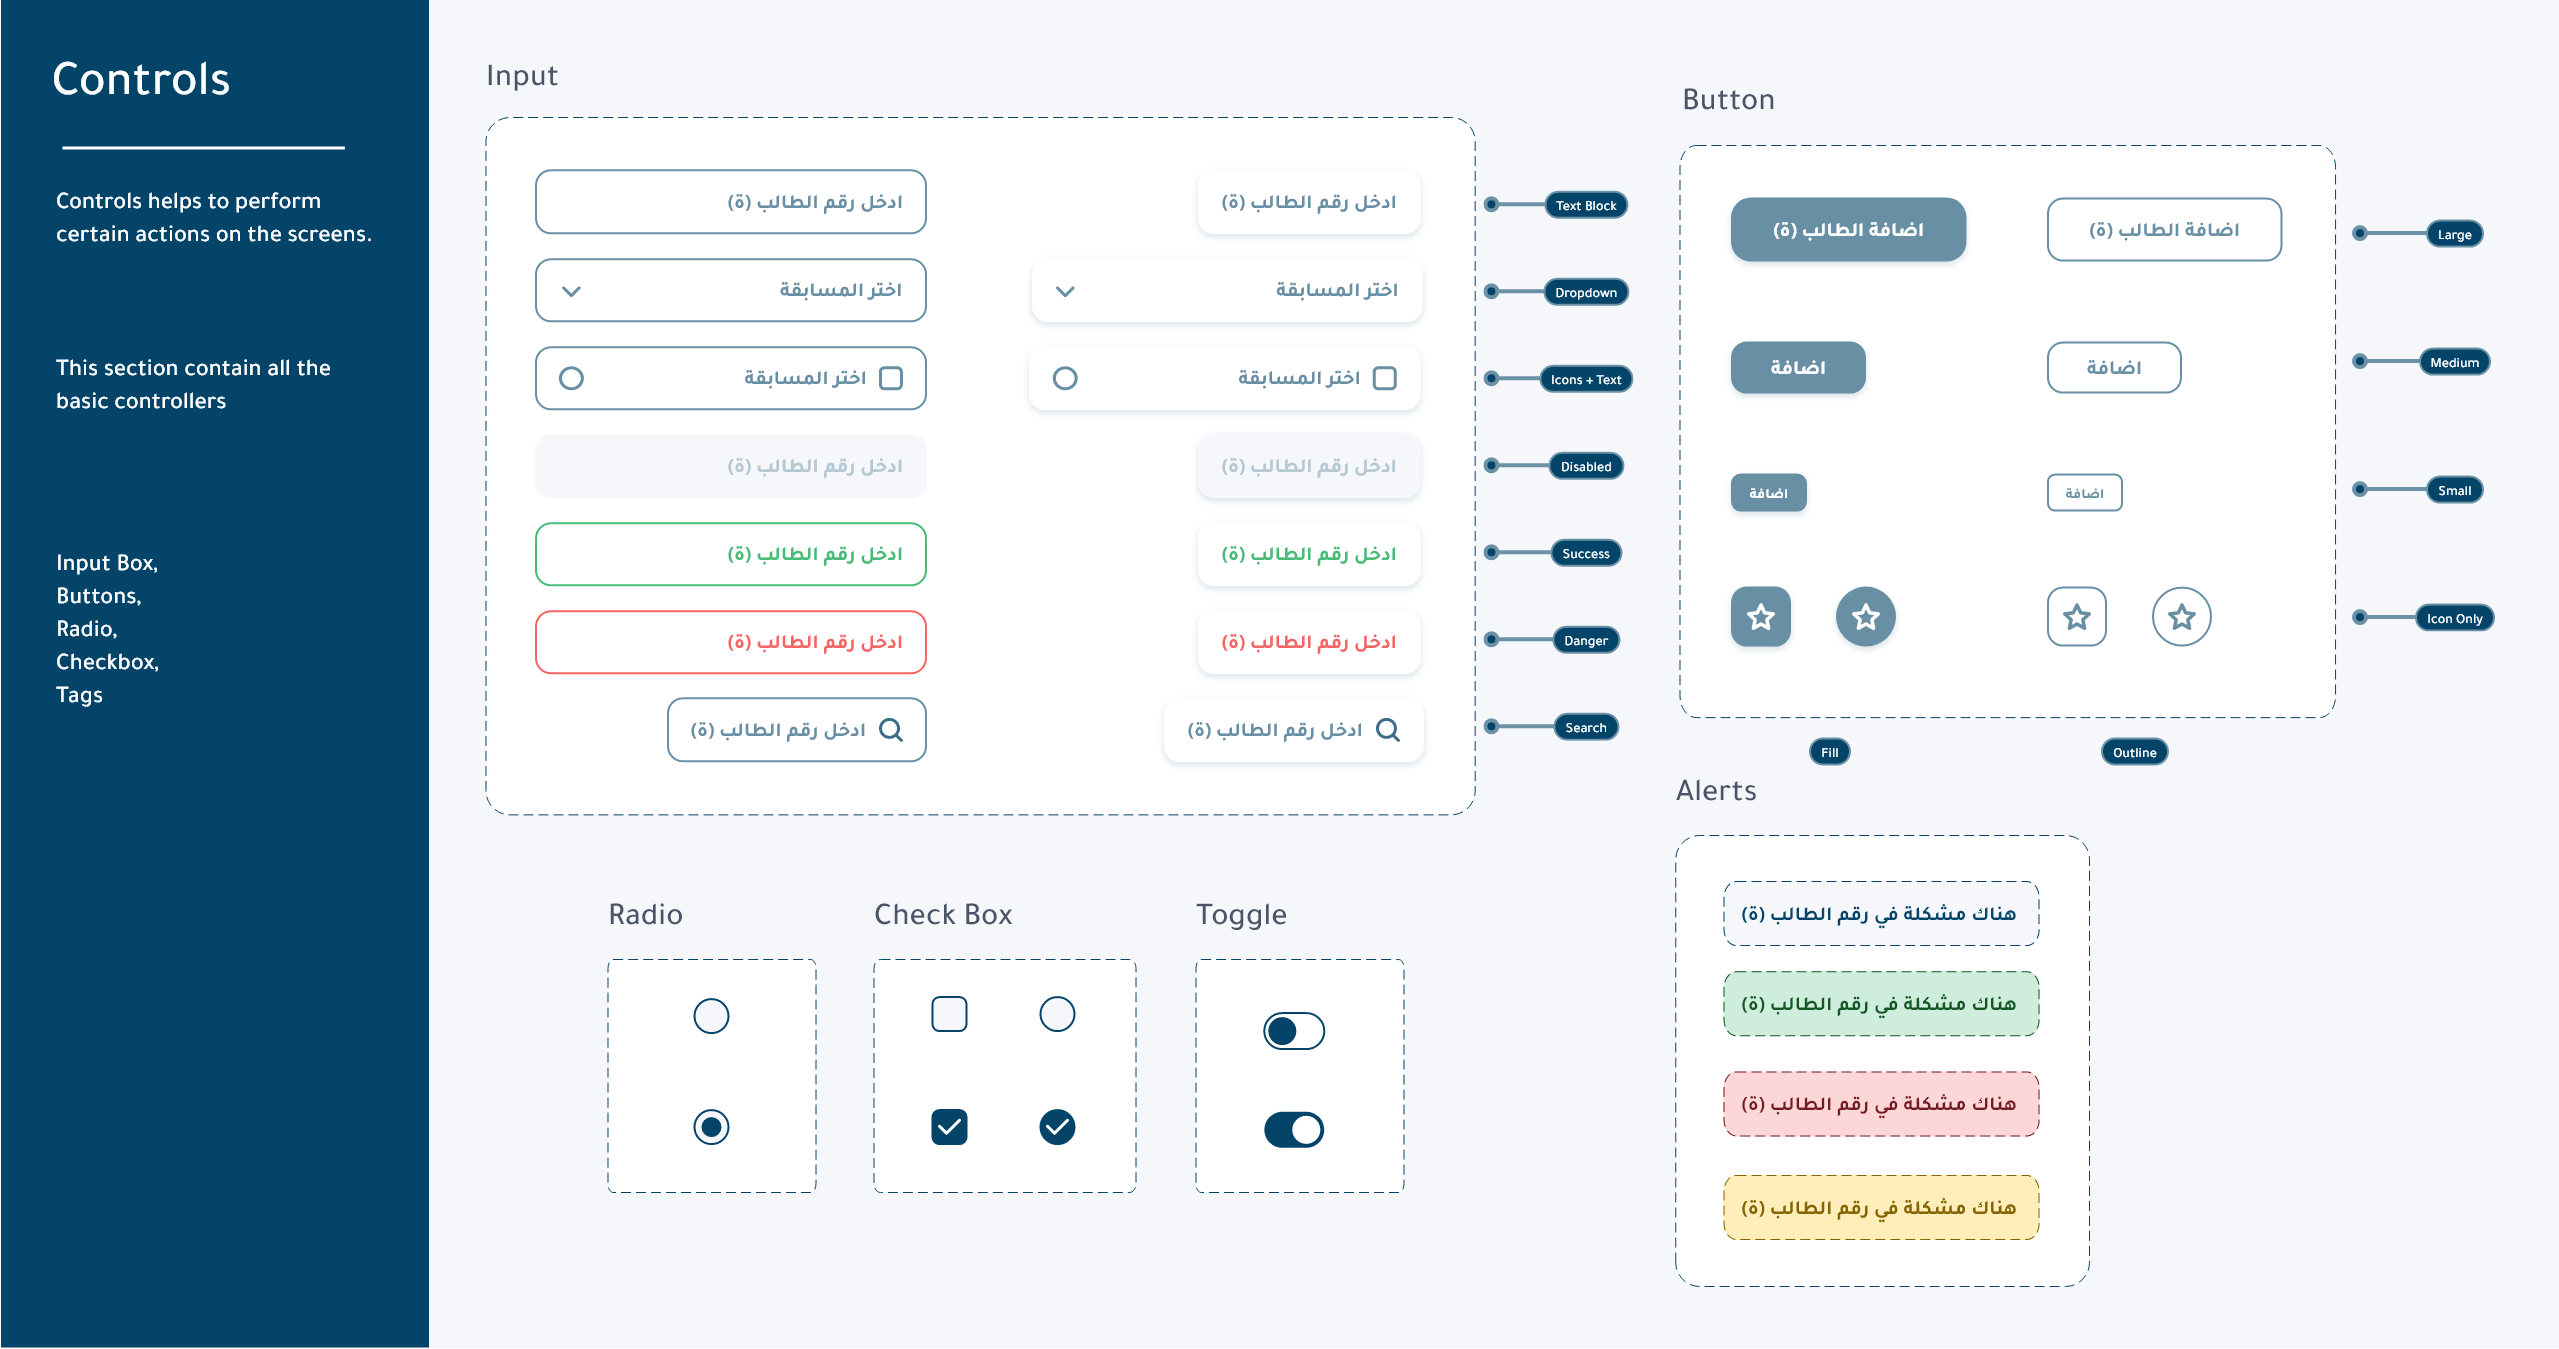 Controls
Controls helps to perform
certain actions on the screens.
This section contain all the
basic controllers
Input Box,
Buttons,
Radio,
Checkbox,
Tags
Input
ادخل رقم الطالب (ة)
ادخل رقم الطالب (ة)
Text Block
اختر المسابقة
اختر المسابقة
Dropdown
اختر المسابقة
اختر المسابقة
Icons + Text
ادخل رقم الطالب (ة)
ادخل رقم الطالب (ة)
Disabled
ادخل رقم الطالب (ة)
ادخل رقم الطالب (ة)
Success
ادخل رقم الطالب (ة)
ادخل رقم الطالب (ة)
Danger
ادخل رقم الطالب (ة)
ادخل رقم الطالب (ة)
Search
Button
اضافة الطالب (ة)
اضافة الطالب (ة)
Large
اضافة
اضافة
Medium
اضافة
اضافة
Small
Icon Only
Fill
Outline
Radio
Check Box
Toggle
Alerts
هناك مشكلة في رقم الطالب (ة)
هناك مشكلة في رقم الطالب (ة)
هناك مشكلة في رقم الطالب (ة)
هناك مشكلة في رقم الطالب (ة)